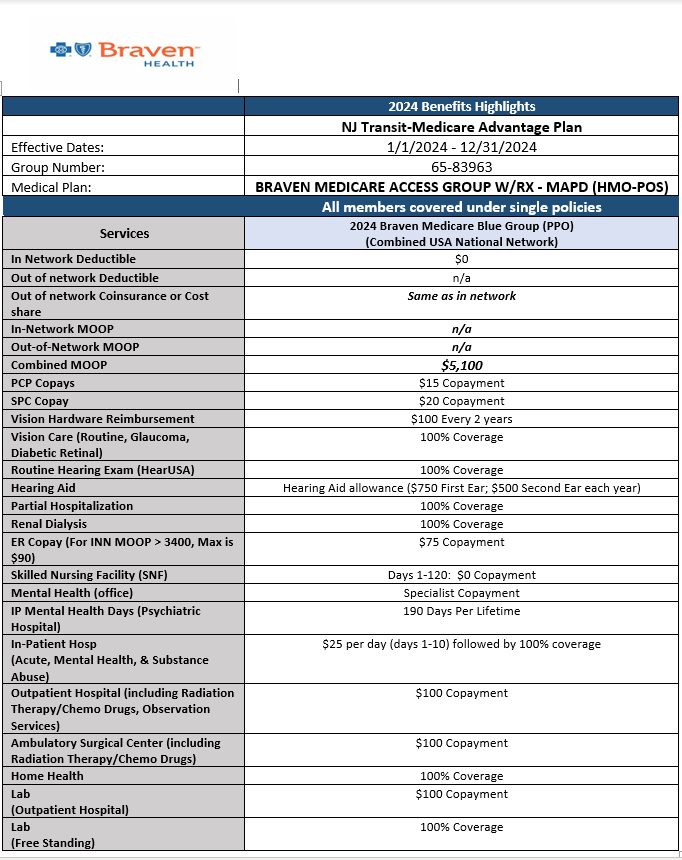 Braven
HEALTH
2024 Benefits Highlights
NJ Transit-Medicare Advantage Plan
Effective Dates: 1/1/2024 - 12/31/2024
Group Number: 65-83963
Medical Plan: BRAVEN MEDICARE ACCESS GROUP W/RX - MAPD (HMO-POS)
All members covered under single policies
Services
2024 Braven Medicare Blue Group (PPO)
(Combined USA National Network)
In Network Deductible $0
Out of network Deductible n/a
Out of network Coinsurance or Cost Same as in network
share
In-Network MOOP n/a
Out-of-Network MOOP n/a
Combined MOOP $5,100
PCP Copays $15 Copayment
SPC Copay $20 Copayment
Vision Hardware Reimbursement $100 Every 2 years
Vision Care (Routine, Glaucoma, 100% Coverage
Diabetic Retinal)
Routine Hearing Exam (HearUSA) 100% Coverage
Hearing Aid Hearing Aid allowance ($750 First Ear; $500 Second Ear each year)
Partial Hospitalization 100% Coverage
Renal Dialysis 100% Coverage
ER Copay (For INN MOOP > 3400, Max is $75 Copayment
$90)
Skilled Nursing Facility (SNF) Days 1-120: $0 Copayment
Mental Health (office) Specialist Copayment
IP Mental Health Days (Psychiatric 190 Days Per Lifetime
Hospital)
In-Patient Hosp $25 per day (days 1-10) followed by 100% coverage
(Acute, Mental Health, & Substance
Abuse)
Outpatient Hospital (including Radiation $100 Copayment
Therapy/Chemo Drugs, Observation
Services)
Ambulatory Surgical Center (including $100 Copayment
Radiation Therapy/Chemo Drugs)
Home Health 100% Coverage
Lab $100 Copayment
(Outpatient Hospital)
Lab 100% Coverage
(Free Standing)